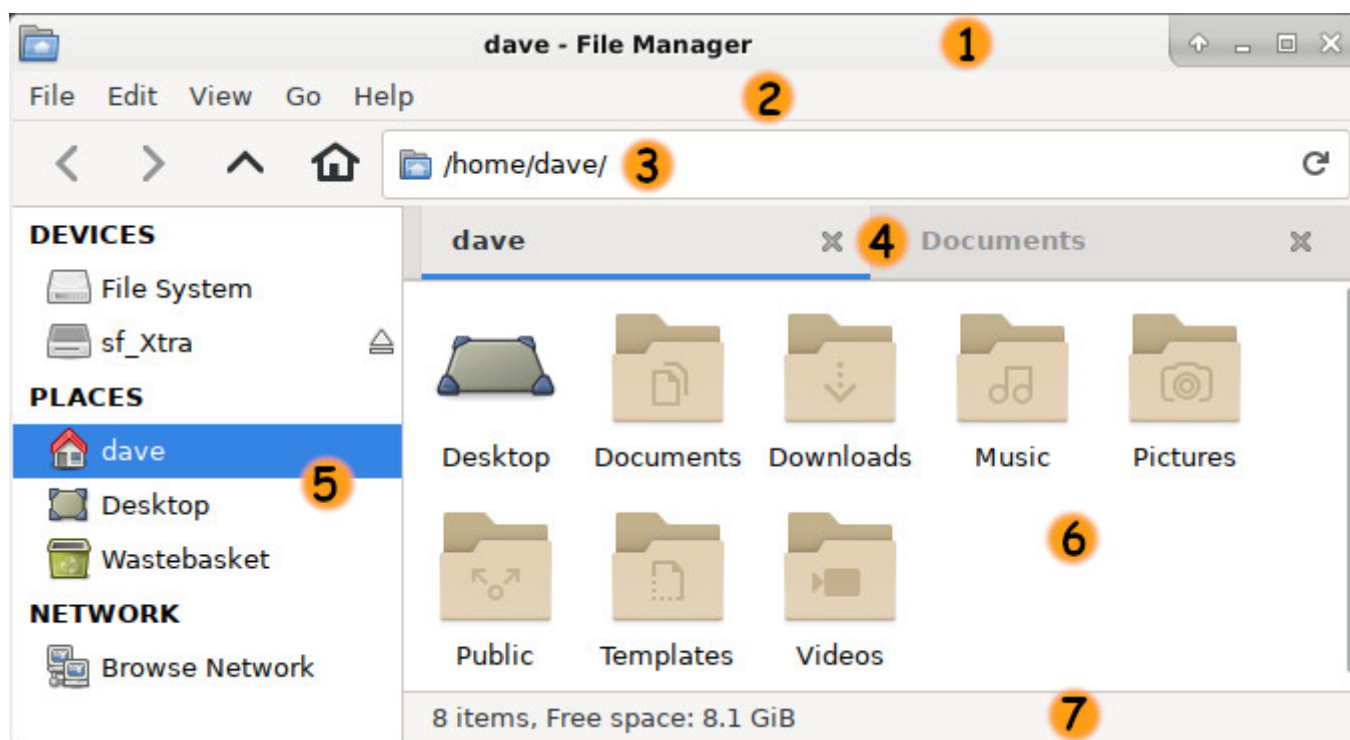 dave - File Manager 1
File Edit View Go Help 2
/home/dave/ 3
DEVICES
File System
sf_Xtra
PLACES
dave
5
Desktop
Wastebasket
NETWORK
Browse Network
dave 4 Documents
Desktop Documents Downloads Music Pictures
6
Public Templates Videos
8 items, Free space: 8.1 GiB 7